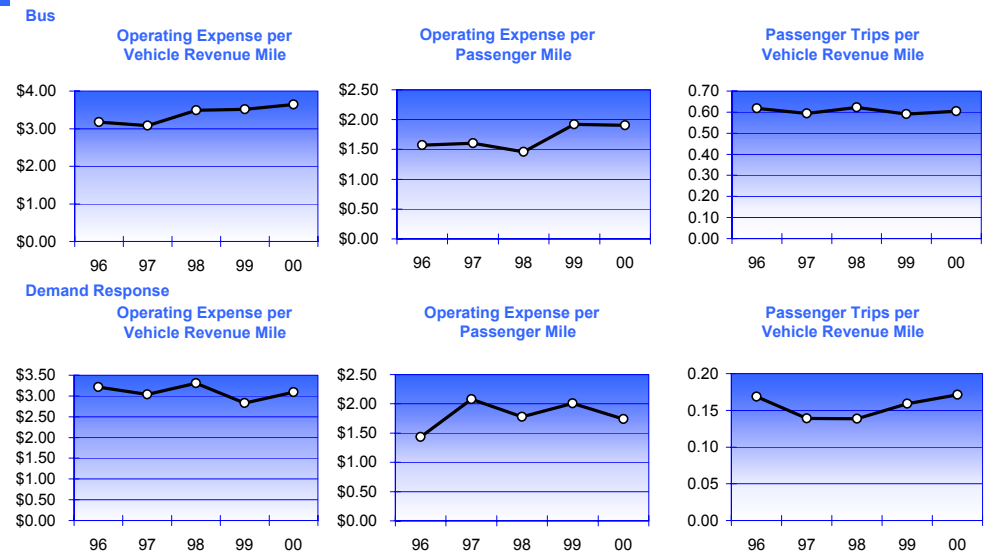 Bus
Operating Expense per
Vehicle Revenue Mile
$4.00
$3.00
$2.00
$1.00
$0.00
96 97 98 99 00
Operating Expense per
Passenger Mile
$2.50
$2.00
$1.50
$1.00
$0.50
$0.00
96 97 98 99 00
Passenger Trips per
Vehicle Revenue Mile
0.70
0.60
0.50
0.40
0.30
0.20
0.10
0.00
96 97 98 99 00
Demand Response
Operating Expense per
Vehicle Revenue Mile
$3.50
$3.00
$2.50
$2.00
$1.50
$1.00
$0.50
$0.00
96 97 98 99 00
Operating Expense per
Passenger Mile
$2.50
$2.00
$1.50
$1.00
$0.50
$0.00
96 97 98 99 00
Passenger Trips per
Vehicle Revenue Mile
0.20
0.15
0.10
0.05
0.00
96 97 98 99 00